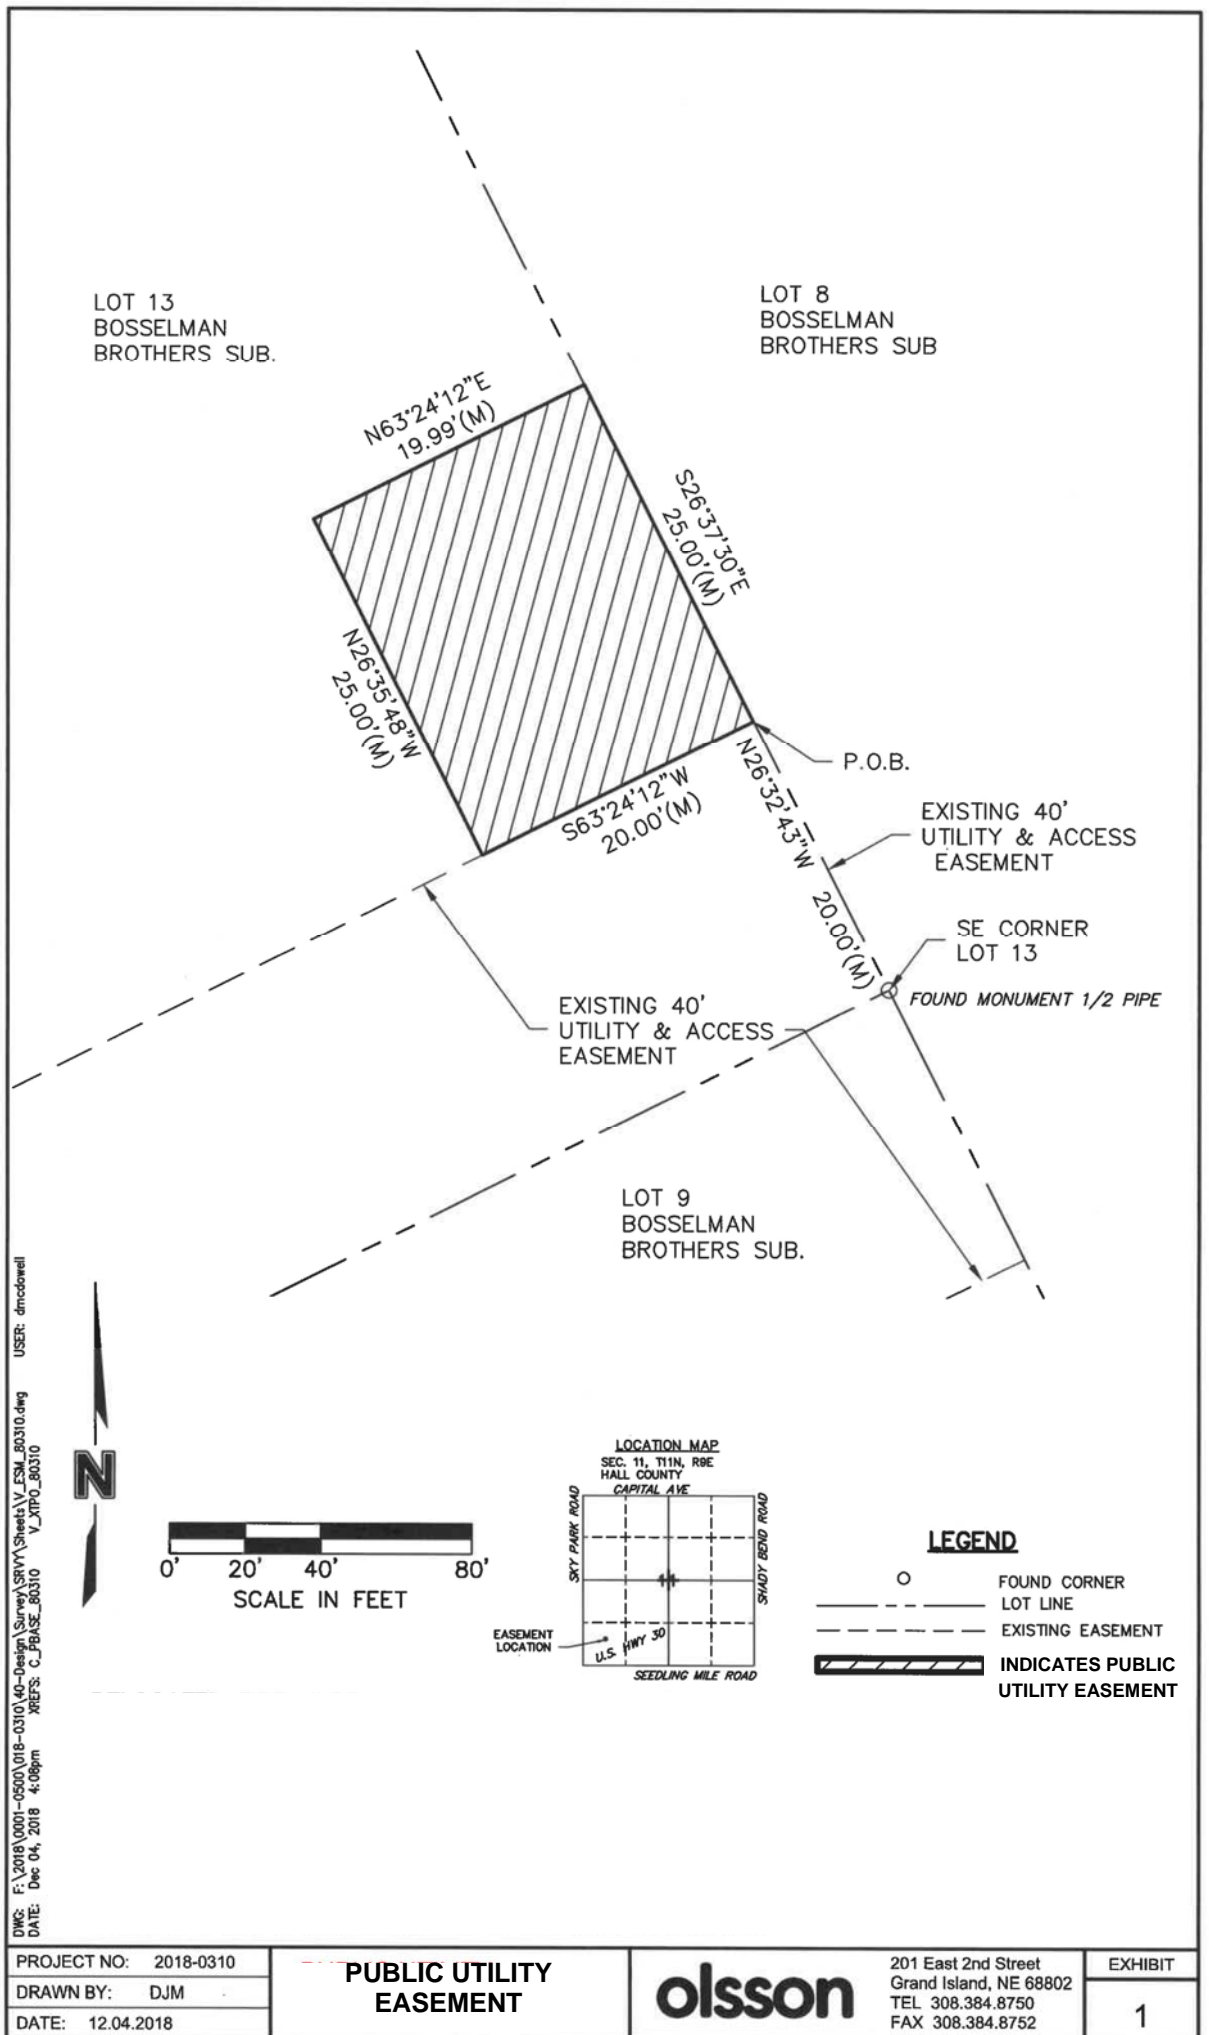 LOT 13
BOSSELMAN
BROTHERS SUB.
LOT 8
BOSSELMAN
BROTHERS SUB
N63°24'12"E
19.99'(M)
S26°37'30"E
25.00'(M)
N26°35'48"W
25.00'(M)
S63°24'12"W
20.00'(M)
N26°32'43"W 20.00'(M)
P.O.B.
EXISTING 40'
UTILITY & ACCESS
EASEMENT
SE CORNER
LOT 13
FOUND MONUMENT 1/2 PIPE
EXISTING 40'
UTILITY & ACCESS
EASEMENT
LOT 9
BOSSELMAN
BROTHERS SUB.
DWG: F:\2018\0001-0500\018-0310\40-Design\Survey\SRVY\Sheets\V_ESM_80310.dwg USER: dmcdowell
DATE: Dec 04, 2018 4:08pm XREFS: C_PBASE_80310 V_XTPO_80310
N
0' 20' 40' 80'
SCALE IN FEET
LOCATION MAP
SEC. 11, T11N, R9E
HALL COUNTY
CAPITAL AVE
SKY PARK ROAD
SHADY BEND ROAD
EASEMENT
LOCATION
U.S. HWY 30
SEEDLING MILE ROAD
LEGEND
FOUND CORNER
LOT LINE
EXISTING EASEMENT
INDICATES PUBLIC
UTILITY EASEMENT
PROJECT NO: 2018-0310
DRAWN BY: DJM
DATE: 12.04.2018
PUBLIC UTILITY
EASEMENT
olsson
201 East 2nd Street
Grand Island, NE 68802
TEL 308.384.8750
FAX 308.384.8752
EXHIBIT
1